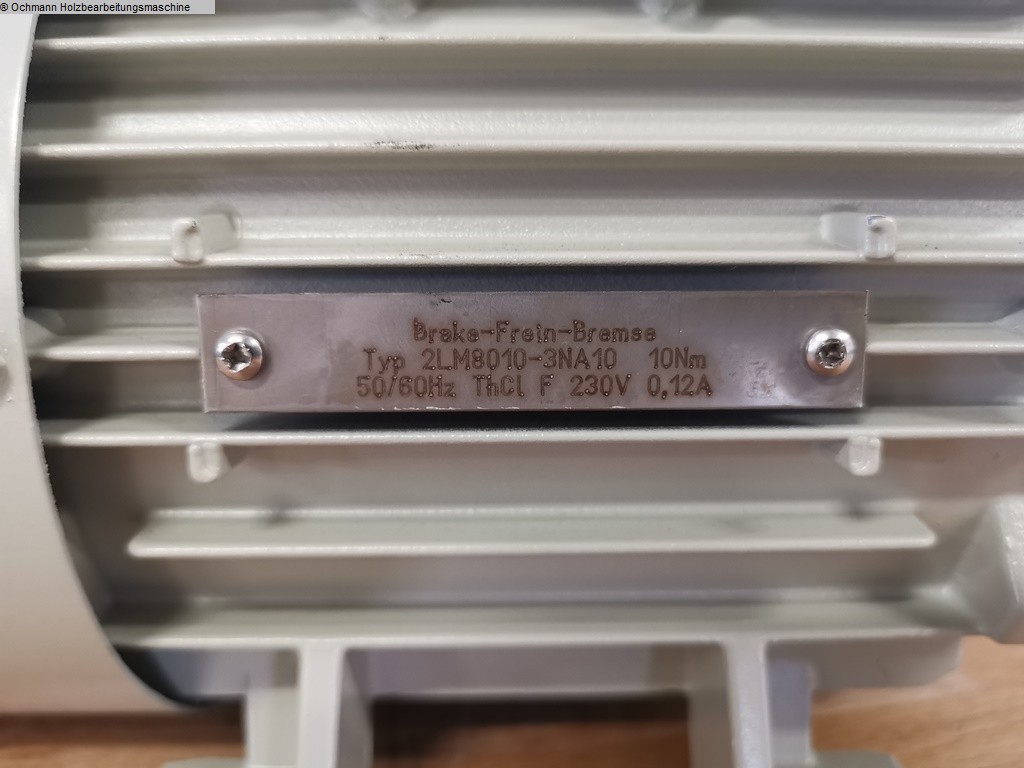 © Ochmann Holzbearbeitungsmaschine
Brake-Frein-Bremse
Typ 2LM8010-3NA10 10Nm
50/60Hz ThCl F 230V 0,12A